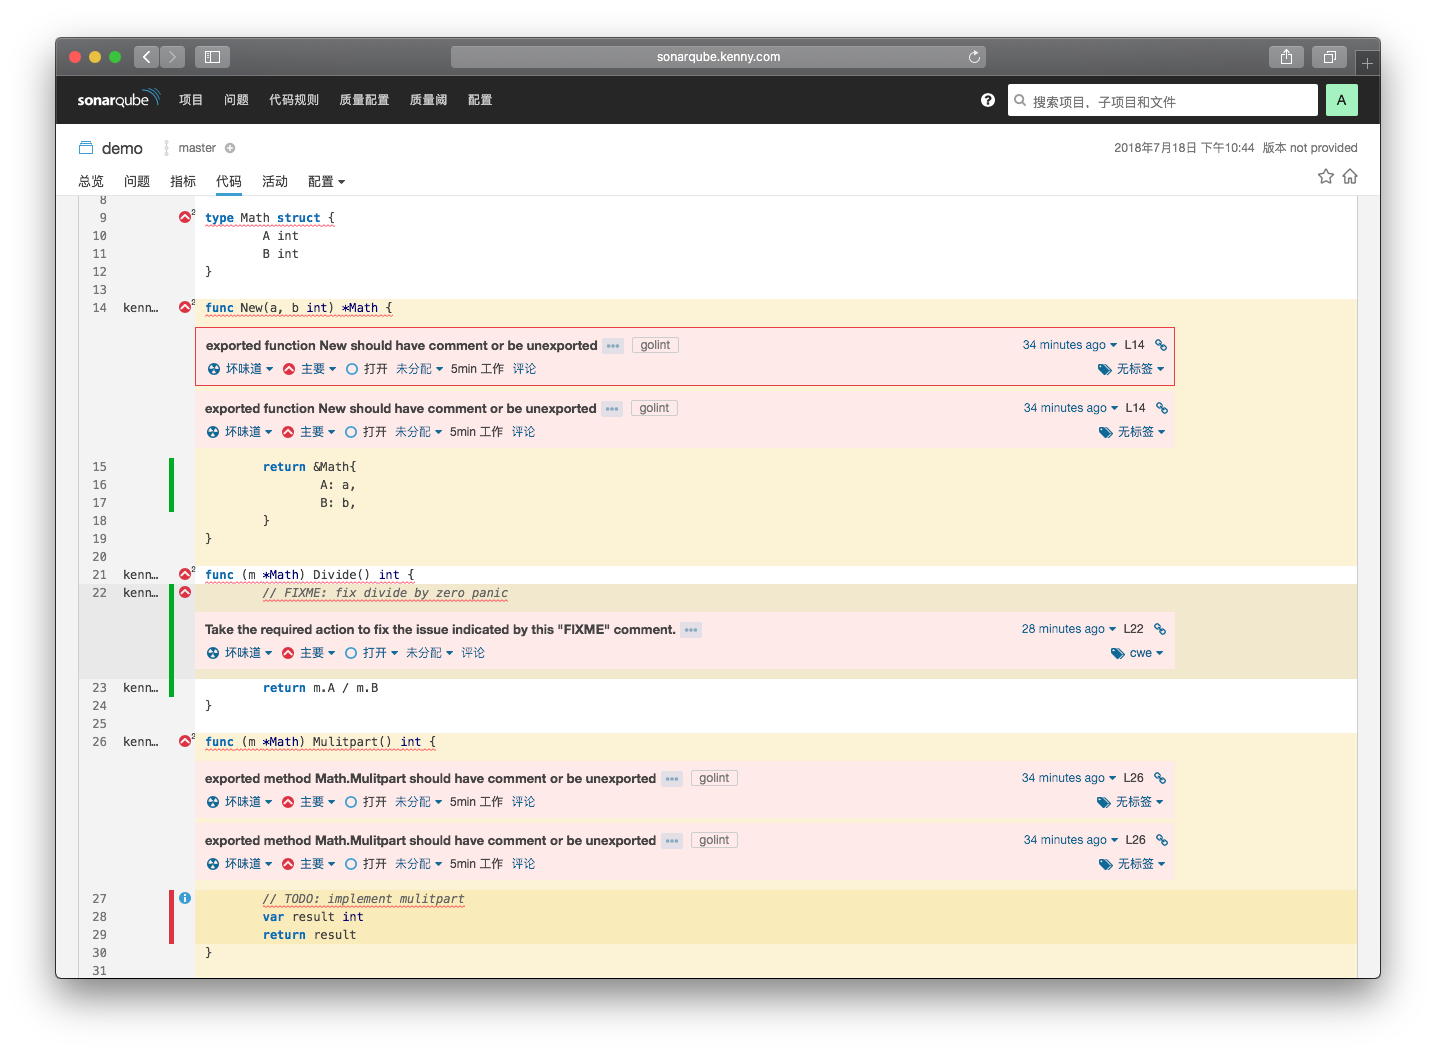 sonarqube.kenny.com
sonarqube 项目 问题 代码规则 质量配置 质量阈 配置 ? 搜索项目，子项目和文件 A
demo master 2018年7月18日 下午10:44 版本 not provided
总览 问题 指标 代码 活动 配置
8
9 2 type Math struct {
10 A int
11 B int
12 }
13
14 kenn... 2 func New(a, b int) *Math {
exported function New should have comment or be unexported ... golint 34 minutes ago L14
坏味道 主要 打开 未分配 5min 工作 评论 无标签
exported function New should have comment or be unexported ... golint 34 minutes ago L14
坏味道 主要 打开 未分配 5min 工作 评论 无标签
15 return &Math{
16 A: a,
17 B: b,
18 }
19 }
20
21 kenn... 2 func (m *Math) Divide() int {
22 kenn... // FIXME: fix divide by zero panic
Take the required action to fix the issue indicated by this "FIXME" comment. ... 28 minutes ago L22
坏味道 主要 打开 未分配 评论 cwe
23 kenn... return m.A / m.B
24 }
25
26 kenn... 2 func (m *Math) Mulitpart() int {
exported method Math.Mulitpart should have comment or be unexported ... golint 34 minutes ago L26
坏味道 主要 打开 未分配 5min 工作 评论 无标签
exported method Math.Mulitpart should have comment or be unexported ... golint 34 minutes ago L26
坏味道 主要 打开 未分配 5min 工作 评论 无标签
27 // TODO: implement mulitpart
28 var result int
29 return result
30 }
31